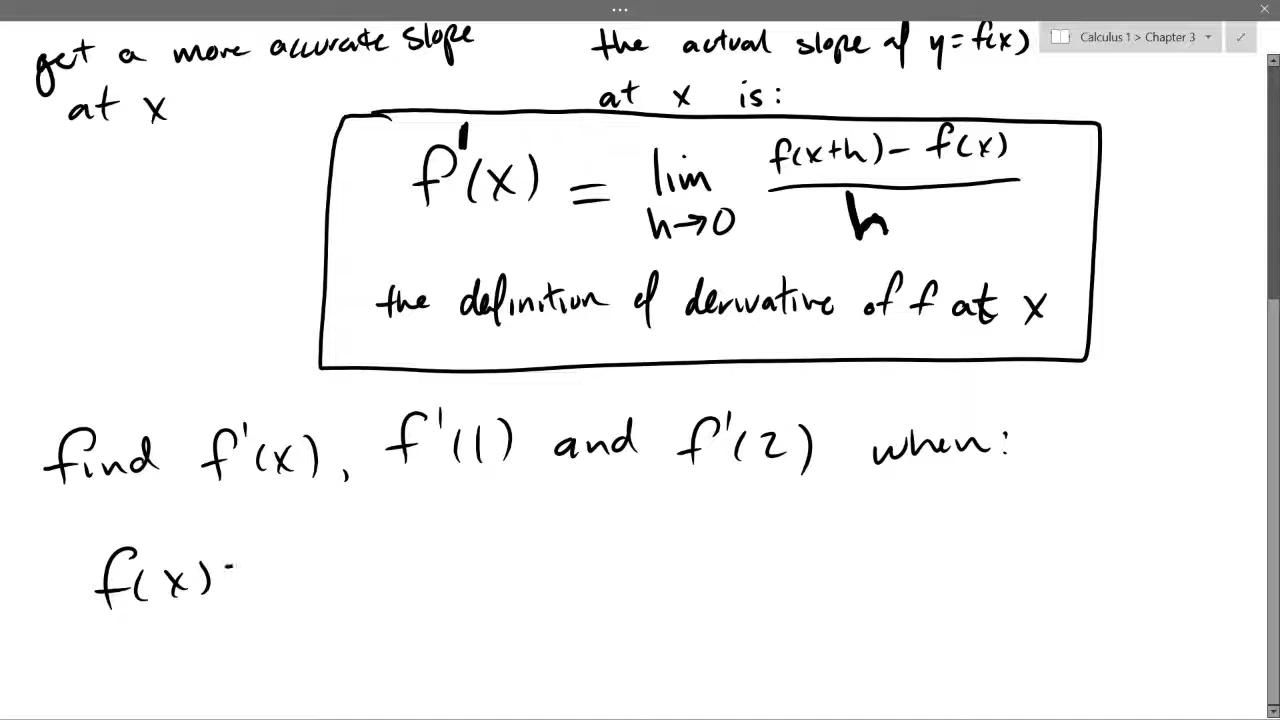 Calculus 1 > Chapter 3
get a more accurate slope
at x
the actual slope of y = f(x)
at x is:
f'(x) = lim h→0 f(x+h) - f(x) / h
the definition of derivative of f at x
find f'(x), f'(1) and f'(2) when:
f(x) -